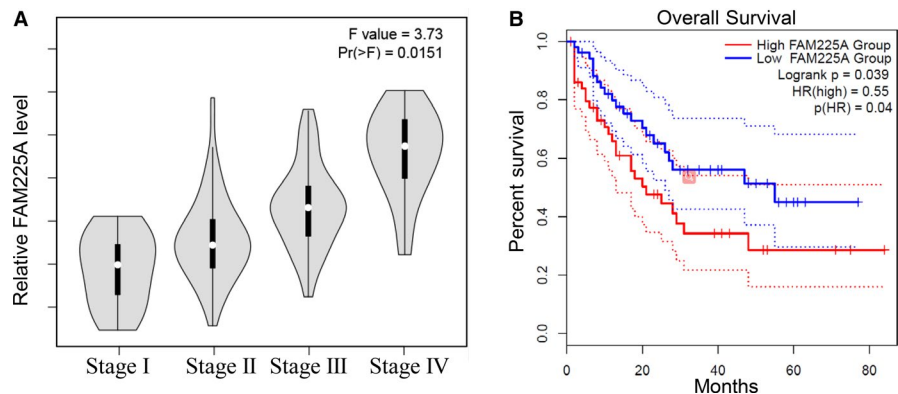 A
F value = 3.73
Pr(>F) = 0.0151
Relative FAM225A level
Stage I
Stage II
Stage III
Stage IV
B
Overall Survival
High FAM225A Group
Low FAM225A Group
Logrank p = 0.039
HR(high) = 0.55
p(HR) = 0.04
Percent survival
1.0
0.8
0.6
0.4
0.2
0.0
0 20 40 60 80
Months